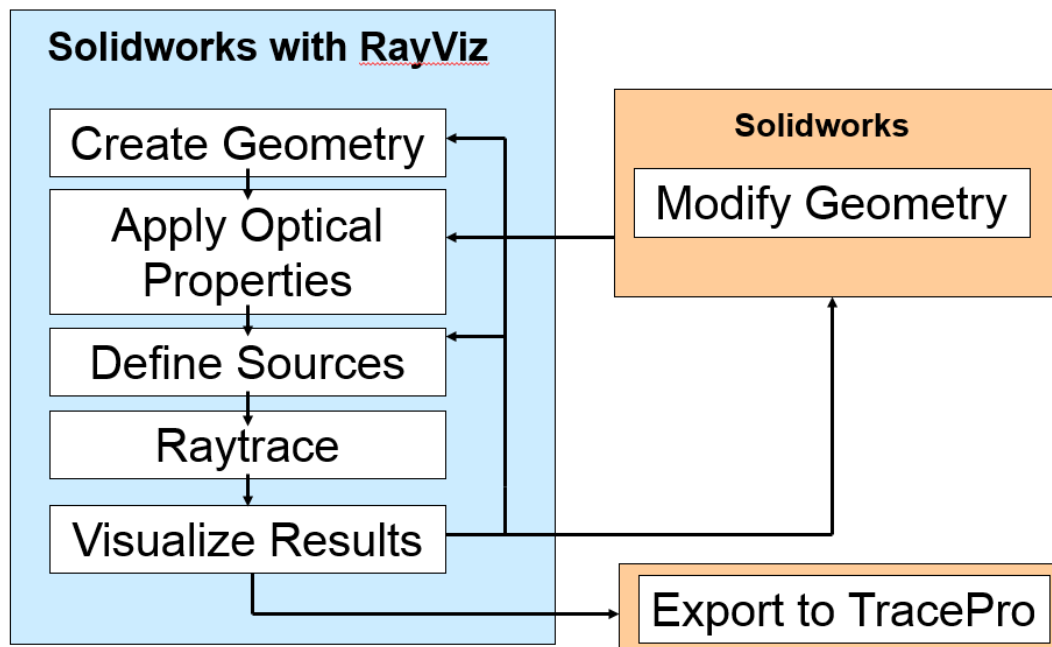 Solidworks with RayViz
Create Geometry
Apply Optical
Properties
Define Sources
Raytrace
Visualize Results
Solidworks
Modify Geometry
Export to TracePro